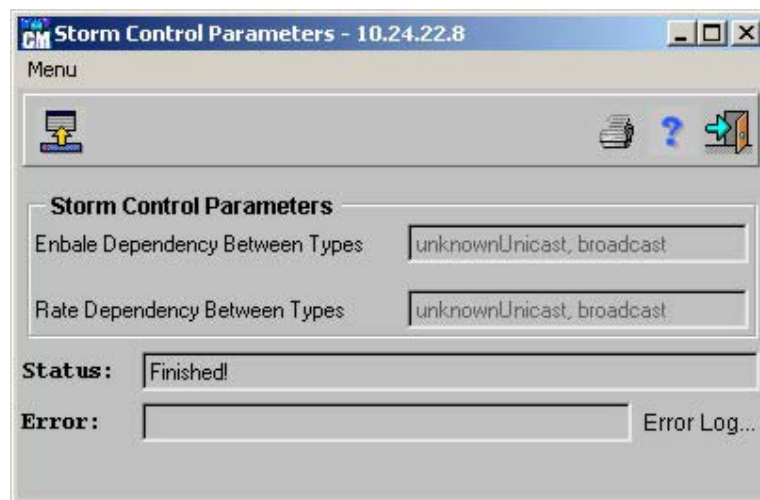 CM Storm Control Parameters - 10.24.22.8
Menu
?
Storm Control Parameters
Enbale Dependency Between Types unknownUnicast, broadcast
Rate Dependency Between Types unknownUnicast, broadcast
Status: Finished!
Error: Error Log...